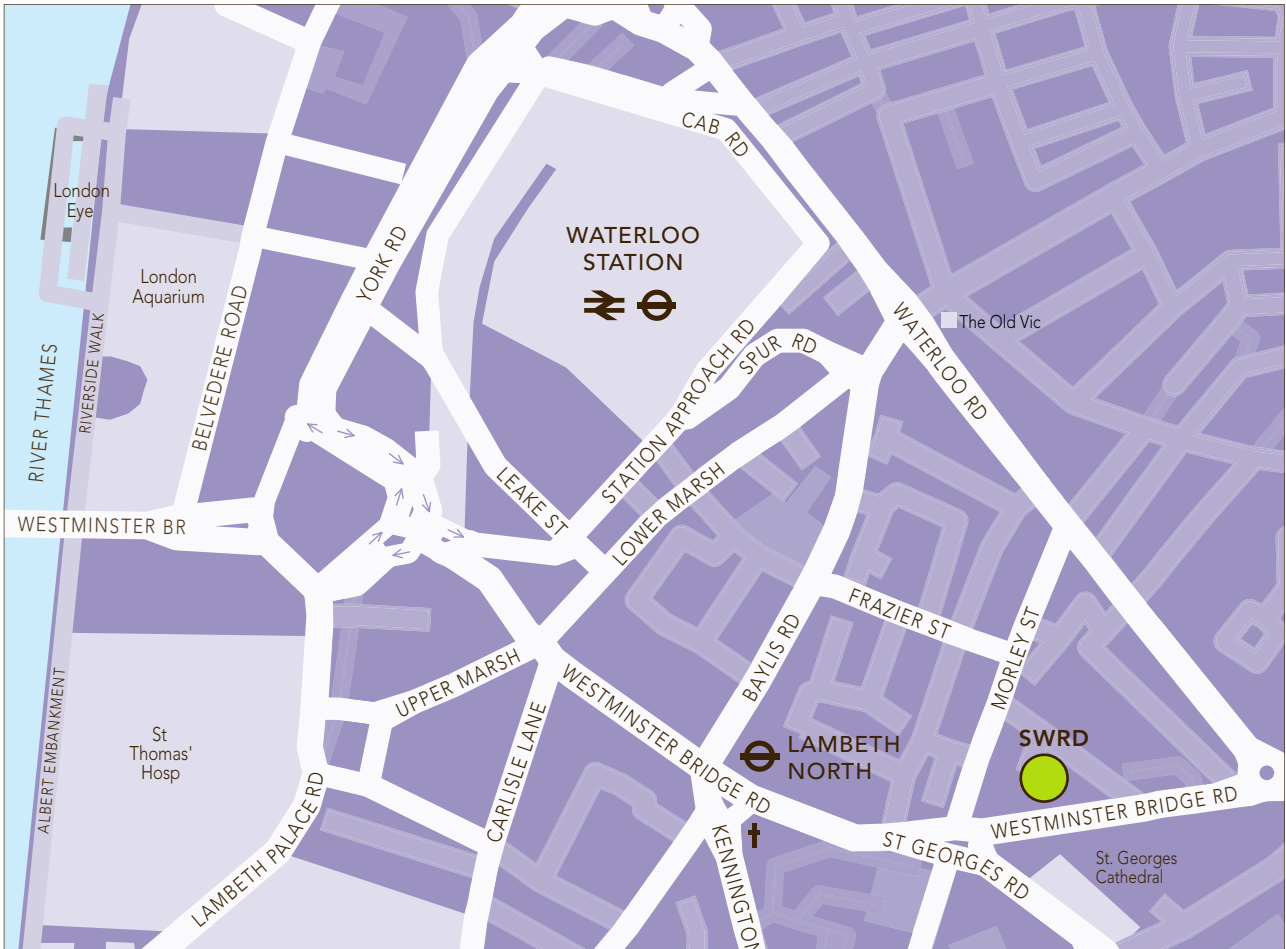 CAB RD
London
Eye
WATERLOO
STATION
YORK RD
London
Aquarium
BELVEDERE ROAD
RIVERSIDE WALK
RIVER THAMES
WATERLOO RD
The Old Vic
STATION APPROACH RD
SPUR RD
LEAKE ST
LOWER MARSH
WESTMINSTER BR
FRAZIER ST
BAYLIS RD
MORLEY ST
UPPER MARSH
WESTMINSTER BRIDGE RD
CARLISLE LANE
ALBERT EMBANKMENT
St
Thomas'
Hosp
LAMBETH
NORTH
SWRD
LAMBETH PALACE RD
WESTMINSTER BRIDGE RD
KENNINGTON
ST GEORGES RD
St. Georges
Cathedral